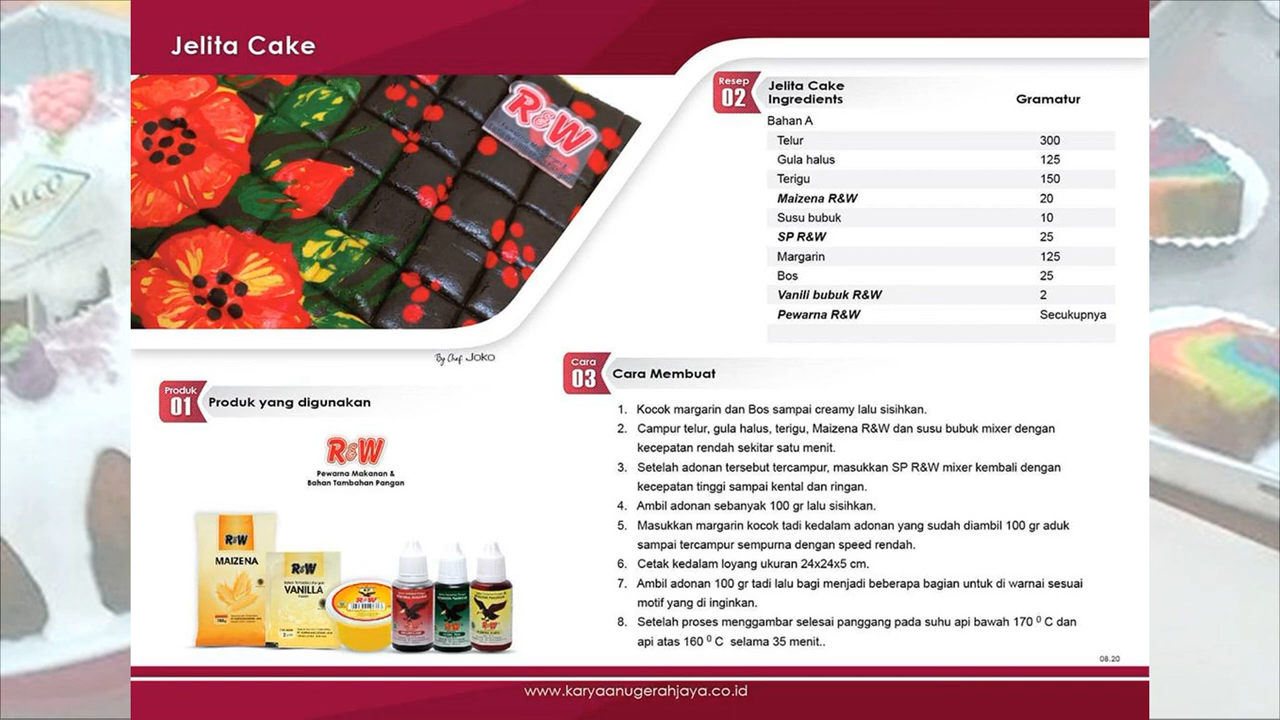 Jelita Cake
R&W
By Chef Joko
Produk
01
Produk yang digunakan
R&W
Pewarna Makanan &
Bahan Tambahan Pangan
R&W
MAIZENA
R&W
VANILLA
R&W
R&W
R&W
R&W
Resep
02
Jelita Cake
Ingredients Gramatur
Bahan A
Telur 300
Gula halus 125
Terigu 150
Maizena R&W 20
Susu bubuk 10
SP R&W 25
Margarin 125
Bos 25
Vanili bubuk R&W 2
Pewarna R&W Secukupnya
Cara
03
Cara Membuat
1. Kocok margarin dan Bos sampai creamy lalu sisihkan.
2. Campur telur, gula halus, terigu, Maizena R&W dan susu bubuk mixer dengan
kecepatan rendah sekitar satu menit.
3. Setelah adonan tersebut tercampur, masukkan SP R&W mixer kembali dengan
kecepatan tinggi sampai kental dan ringan.
4. Ambil adonan sebanyak 100 gr lalu sisihkan.
5. Masukkan margarin kocok tadi kedalam adonan yang sudah diambil 100 gr aduk
sampai tercampur sempurna dengan speed rendah.
6. Cetak kedalam loyang ukuran 24x24x5 cm.
7. Ambil adonan 100 gr tadi lalu bagi menjadi beberapa bagian untuk di warnai sesuai
motif yang di inginkan.
8. Setelah proses menggambar selesai panggang pada suhu api bawah 170 ⁰ C dan
api atas 160 ⁰ C selama 35 menit..
08.20
www.karyaanugerahjaya.co.id